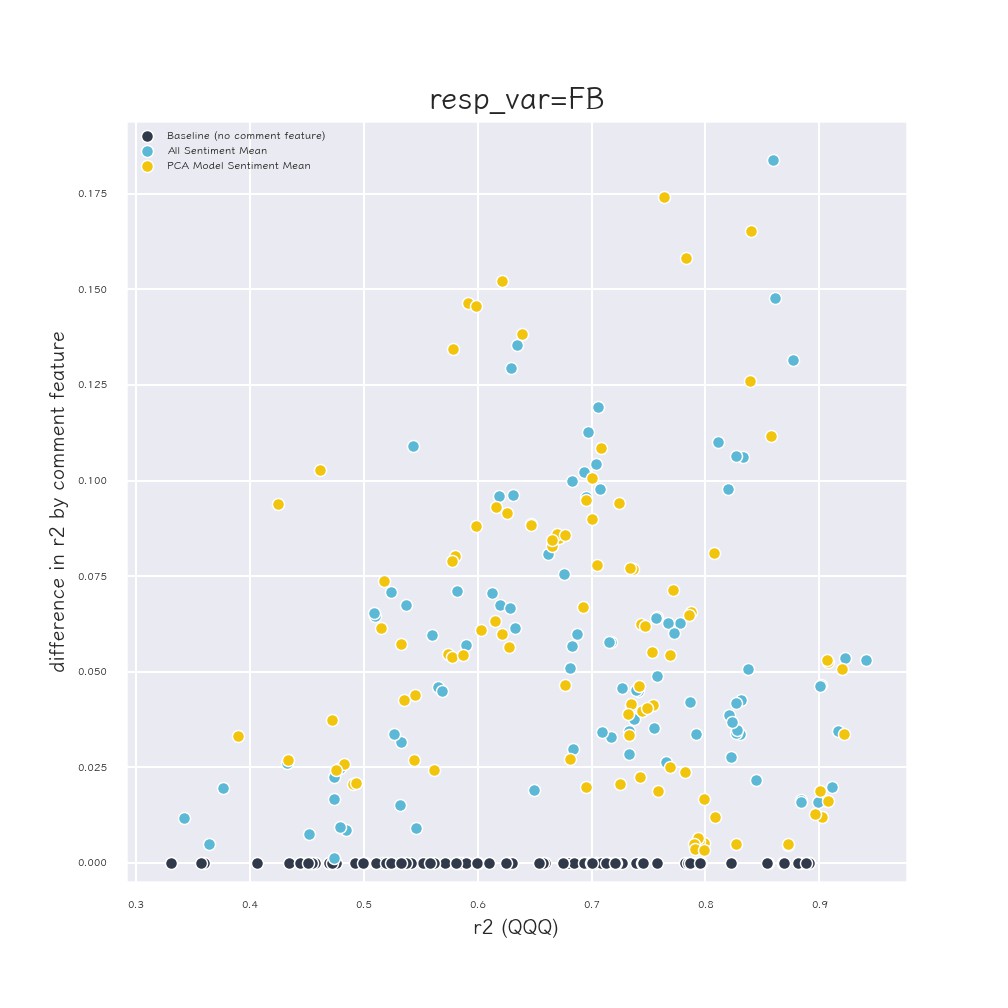 resp_var=FB
Baseline (no comment feature)
All Sentiment Mean
PCA Model Sentiment Mean
difference in r2 by comment feature
0.175
0.150
0.125
0.100
0.075
0.050
0.025
0.000
0.3 0.4 0.5 0.6 0.7 0.8 0.9
r2 (QQQ)